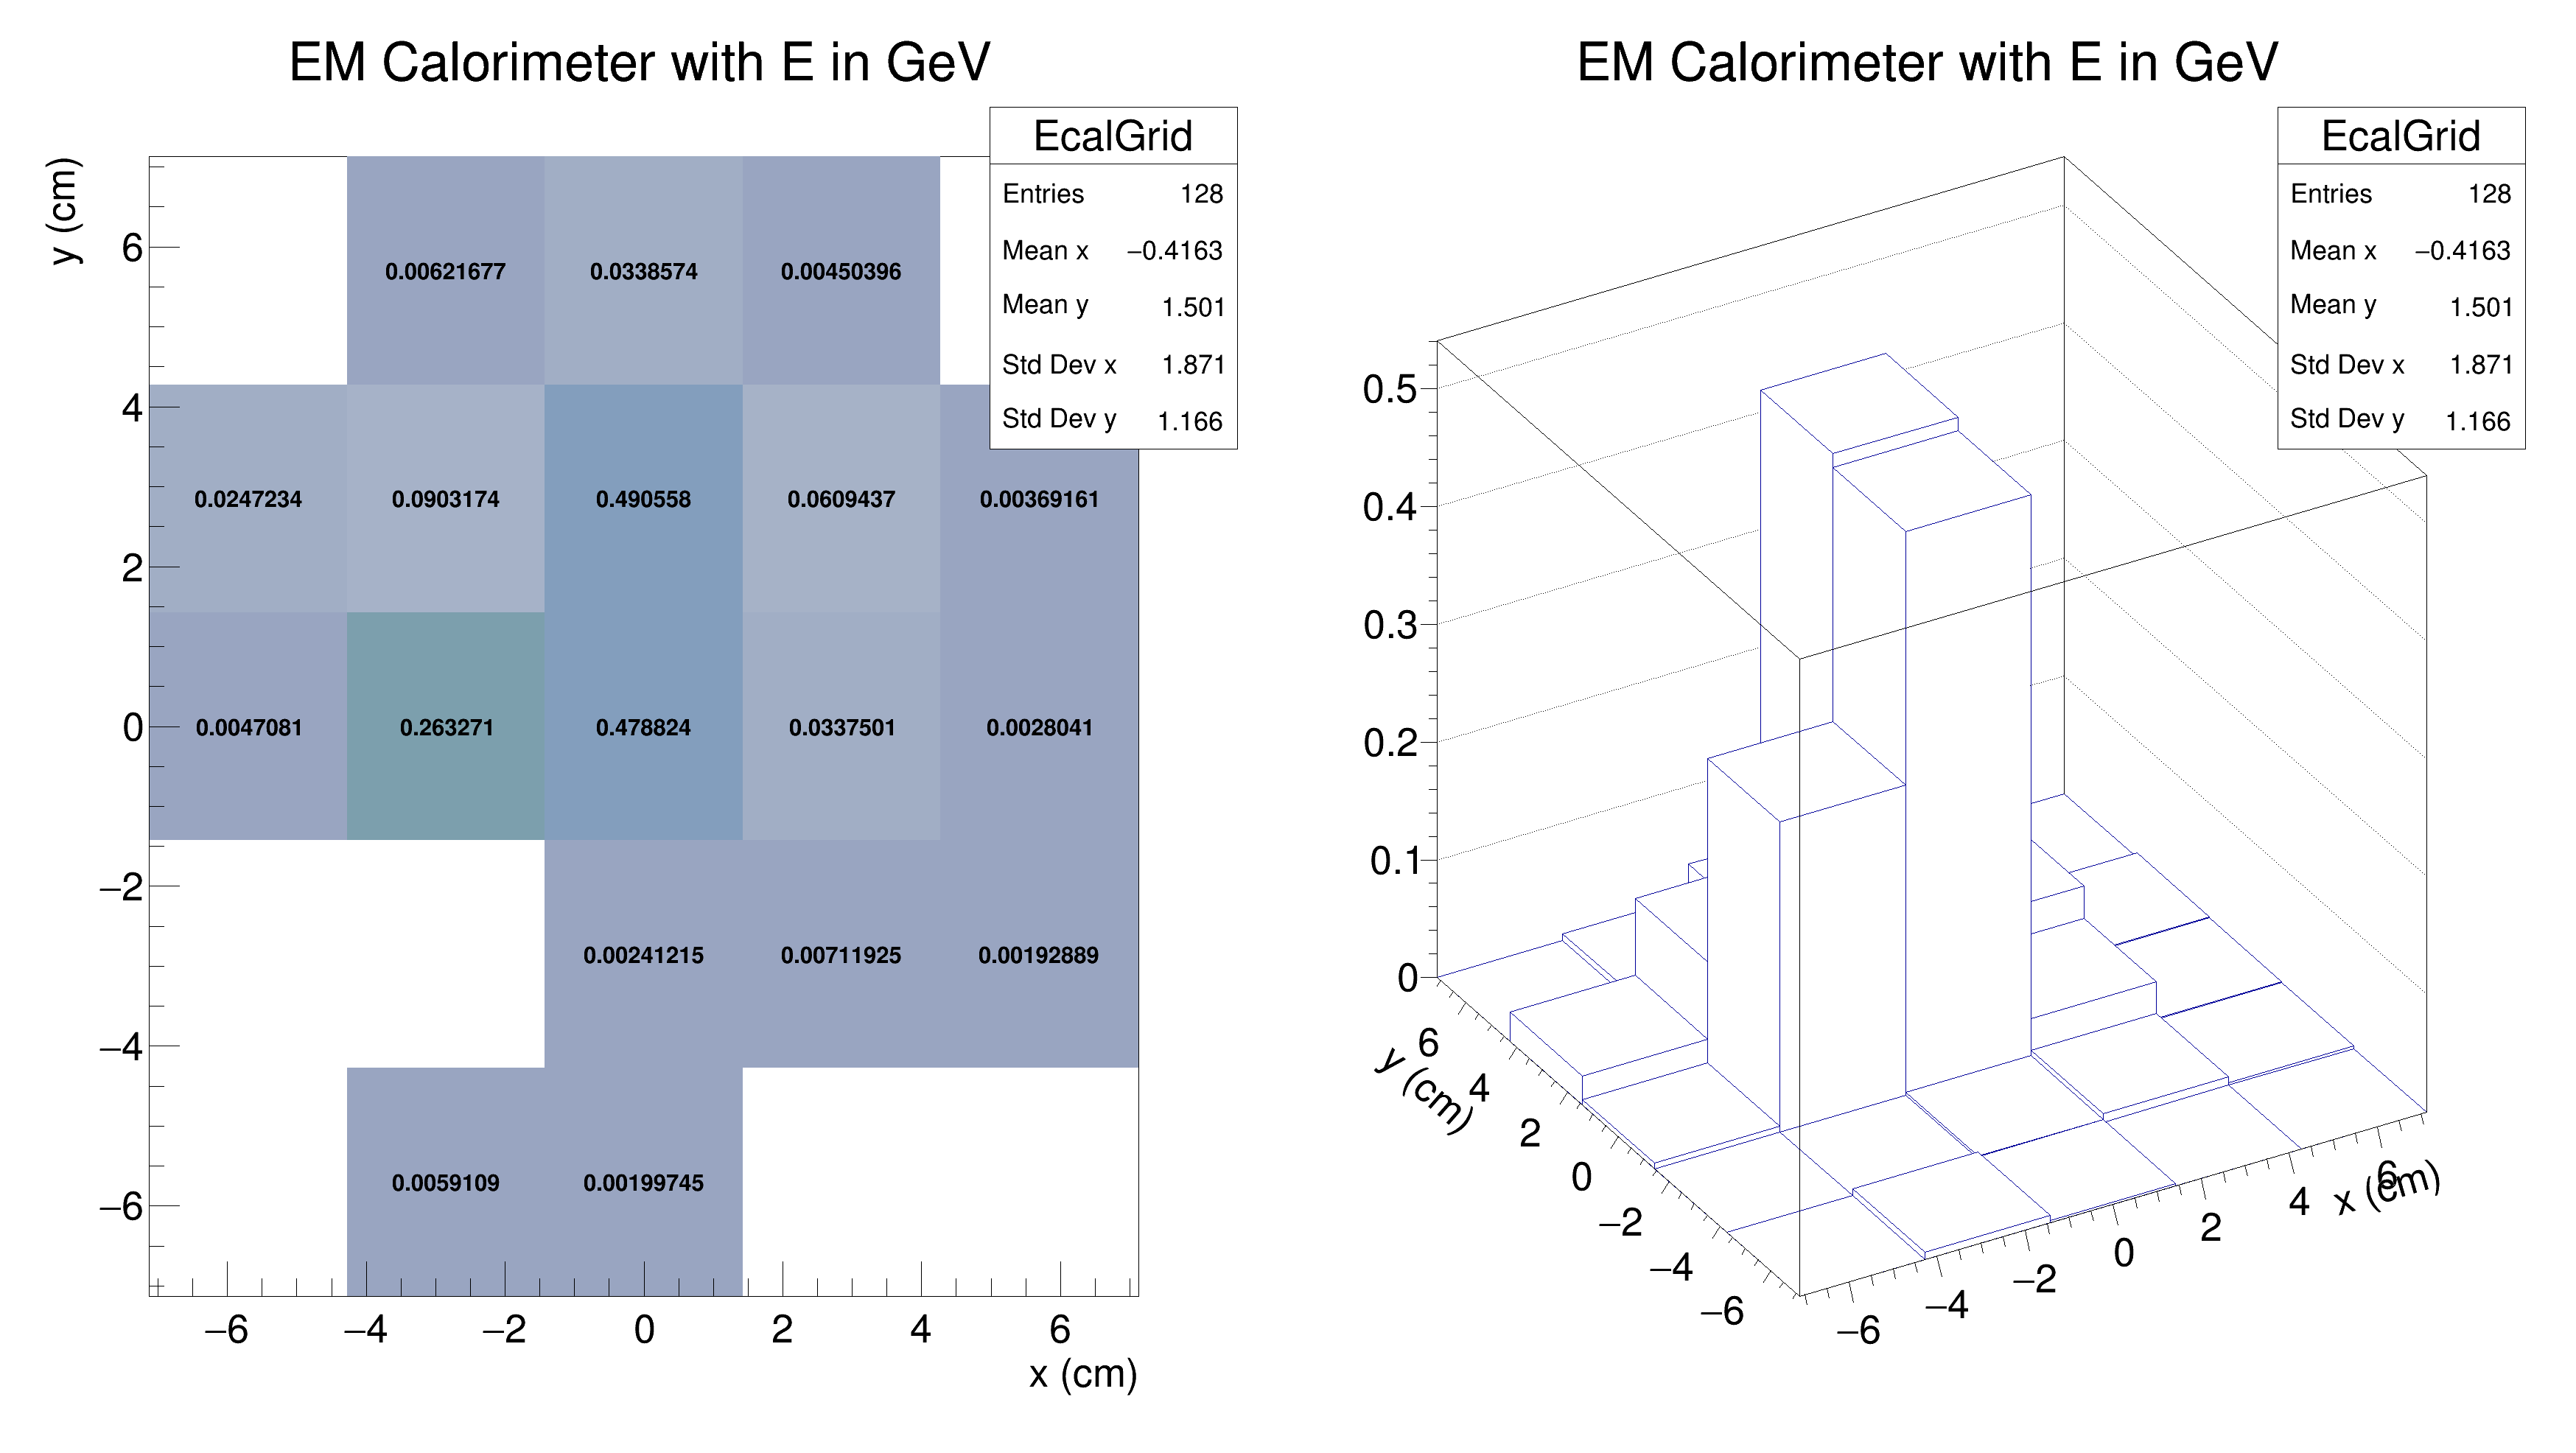 EM Calorimeter with E in GeV
EcalGrid
Entries 128
Mean x −0.4163
Mean y 1.501
Std Dev x 1.871
Std Dev y 1.166
y (cm)
6
4
2
0
−2
−4
−6
0.00621677 0.0338574 0.00450396
0.0247234 0.0903174 0.490558 0.0609437 0.00369161
0.0047081 0.263271 0.478824 0.0337501 0.0028041
0.00241215 0.00711925 0.00192889
0.0059109 0.00199745
−6 −4 −2 0 2 4 6
x (cm)
EM Calorimeter with E in GeV
EcalGrid
Entries 128
Mean x −0.4163
Mean y 1.501
Std Dev x 1.871
Std Dev y 1.166
0.5
0.4
0.3
0.2
0.1
0
6
4
2
0
−2
−4
−6
y (cm)
−6 −4 −2 0 2 4 6
x (cm)